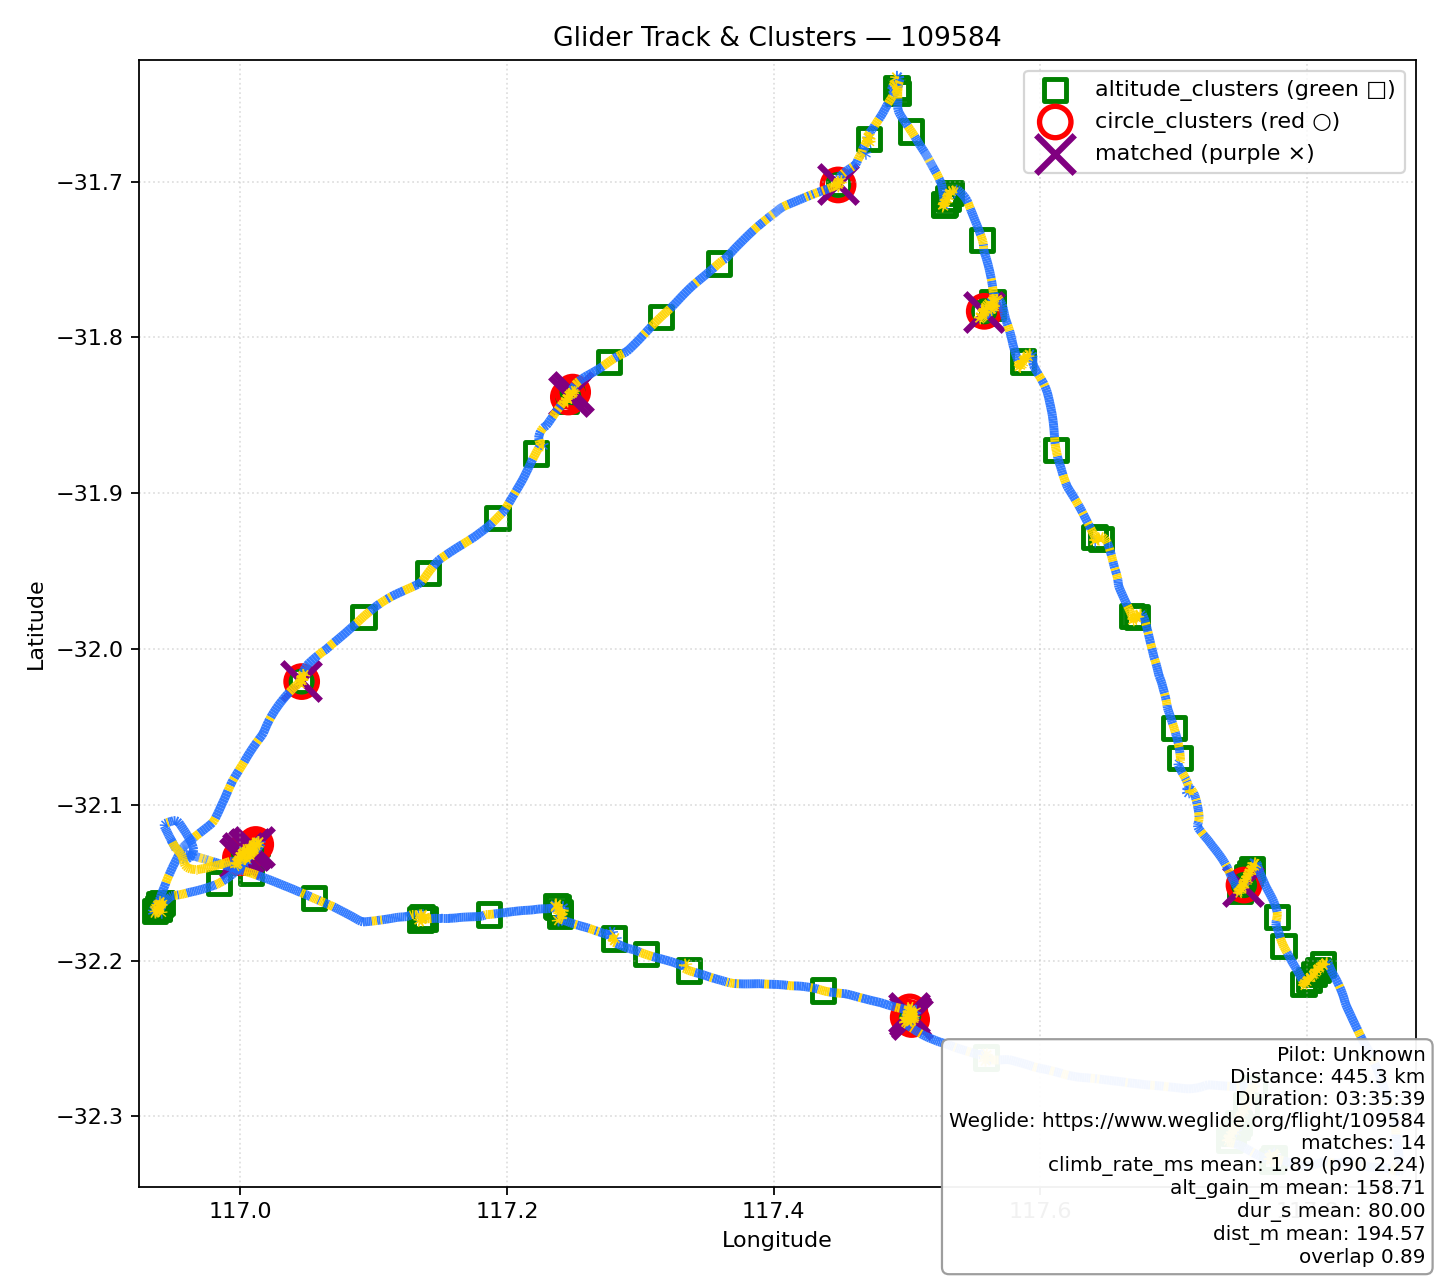 Glider Track & Clusters — 109584
altitude_clusters (green □)
circle_clusters (red ○)
matched (purple ×)
−31.7
−31.8
−31.9
−32.0
−32.1
−32.2
−32.3
Latitude
117.0
117.2
117.4
117.6
Longitude
Pilot: Unknown
Distance: 445.3 km
Duration: 03:35:39
Weglide: https://www.weglide.org/flight/109584
matches: 14
climb_rate_ms mean: 1.89 (p90 2.24)
alt_gain_m mean: 158.71
dur_s mean: 80.00
dist_m mean: 194.57
overlap 0.89